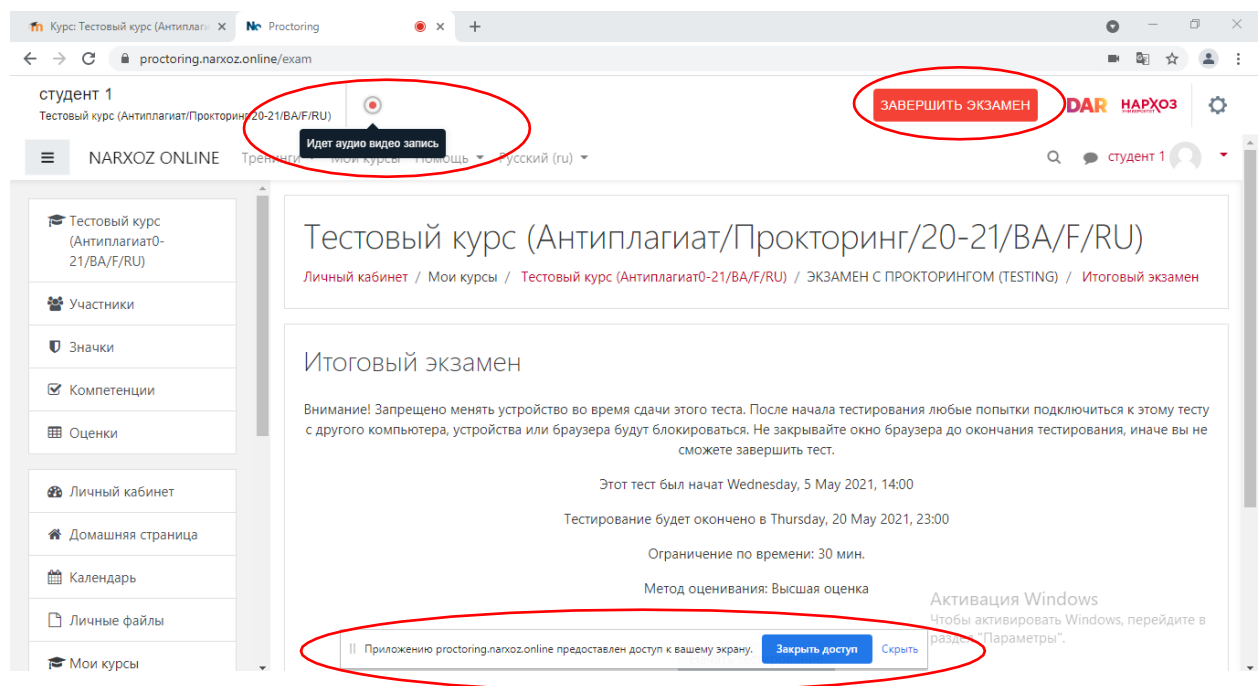 Курс: Тестовый курс (Антиплаги
Proctoring
proctoring.narxoz.online/exam
студент 1
Тестовый курс (Антиплагиат/Прокторинг/20-21/BA/F/RU)
Идет аудио видео запись
ЗАВЕРШИТЬ ЭКЗАМЕН
DAR НАРХОЗ
NARXOZ ONLINE Тренинги Мои курсы Помощь Русский (ru)
студент 1
Тестовый курс
(Антиплагиат0-
21/BA/F/RU)
Участники
Значки
Компетенции
Оценки
Личный кабинет
Домашняя страница
Календарь
Личные файлы
Мои курсы
Тестовый курс (Антиплагиат/Прокторинг/20-21/BA/F/RU)
Личный кабинет / Мои курсы / Тестовый курс (Антиплагиат0-21/BA/F/RU) / ЭКЗАМЕН С ПРОКТОРИНГОМ (TESTING) / Итоговый экзамен
Итоговый экзамен
Внимание! Запрещено менять устройство во время сдачи этого теста. После начала тестирования любые попытки подключиться к этому тесту
с другого компьютера, устройства или браузера будут блокироваться. Не закрывайте окно браузера до окончания тестирования, иначе вы не
сможете завершить тест.
Этот тест был начат Wednesday, 5 May 2021, 14:00
Тестирование будет окончено в Thursday, 20 May 2021, 23:00
Ограничение по времени: 30 мин.
Метод оценивания: Высшая оценка
Активация Windows
Чтобы активировать Windows, перейдите в
раздел "Параметры".
Приложению proctoring.narxoz.online предоставлен доступ к вашему экрану. Закрыть доступ Скрыть